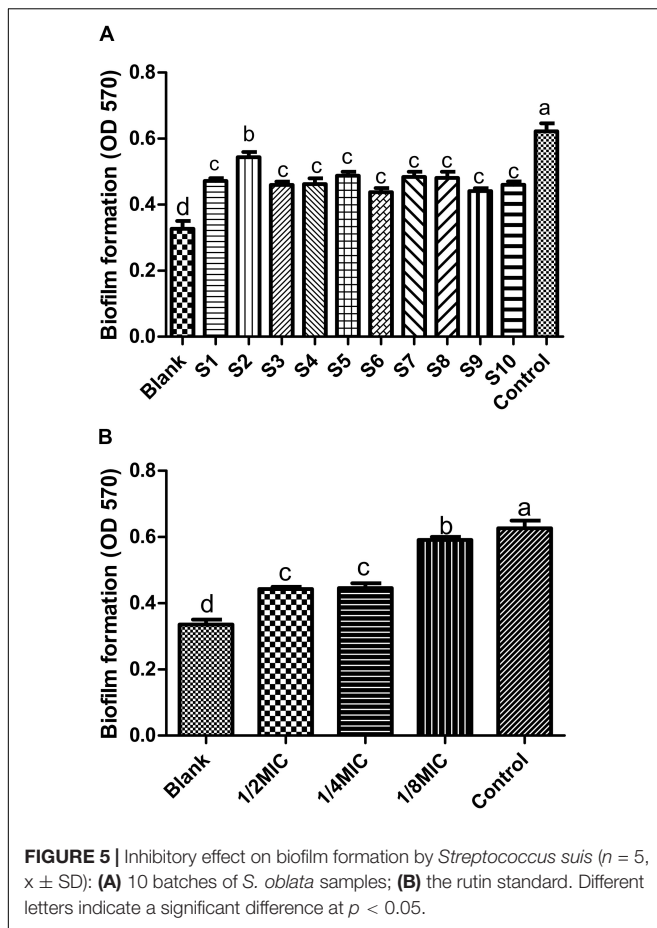 A
Biofilm formation (OD 570)
0.8
0.6
0.4
0.2
0.0
d
c
b
c
c
c
c
c
c
c
c
a
Blank
S1
S2
S3
S4
S5
S6
S7
S8
S9
S10
Control
B
Biofilm formation (OD 570)
0.8
0.6
0.4
0.2
0.0
d
c
c
b
a
Blank
1/2MIC
1/4MIC
1/8MIC
Control
FIGURE 5 | Inhibitory effect on biofilm formation by Streptococcus suis (n = 5,
x ± SD): (A) 10 batches of S. oblata samples; (B) the rutin standard. Different
letters indicate a significant difference at p < 0.05.